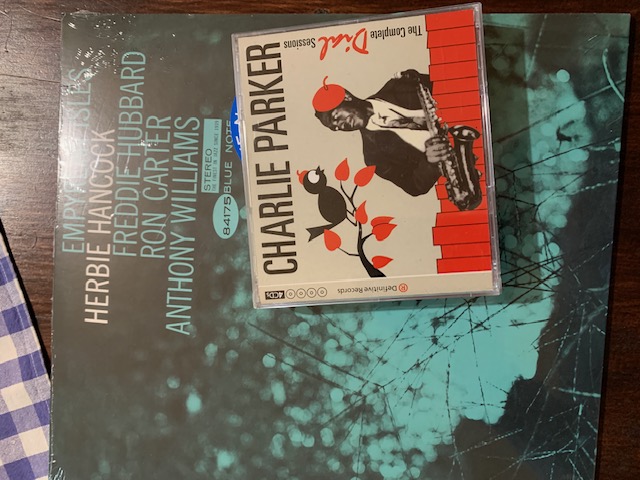 EMPYREAN ISLES
HERBIE HANCOCK
FREDDIE HUBBARD
RON CARTER
ANTHONY WILLIAMS
STEREO
84175 BLUE NOTE
The Complete Dial Sessions
CHARLIE PARKER
Definitive Records
4CDs